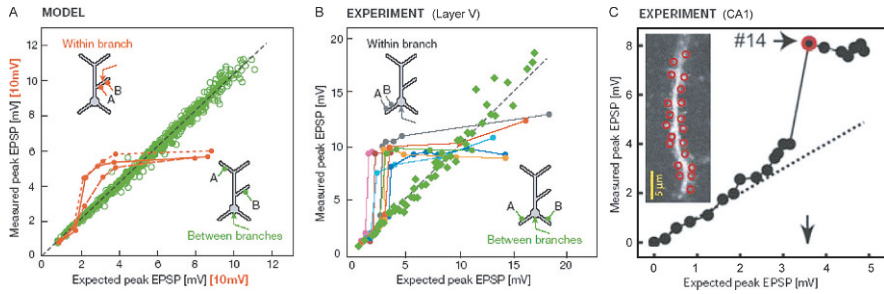 A MODEL
12
10
8
6
4
2
0
Measured peak EPSP [mV] [10mV]
Within branch
B
A
A
B
Between branches
0 2 4 6 8 10 12
Expected peak EPSP [mV] [10mV]
B EXPERIMENT (Layer V)
20
15
10
5
0
Measured peak EPSP [mV]
Within branch
A B
A B
Between branches
0 5 10 15 20
Expected peak EPSP [mV]
C EXPERIMENT (CA1)
8
6
4
2
0
Measured peak EPSP [mV]
#14
5 µm
0 1 2 3 4 5
Expected peak EPSP [mV]